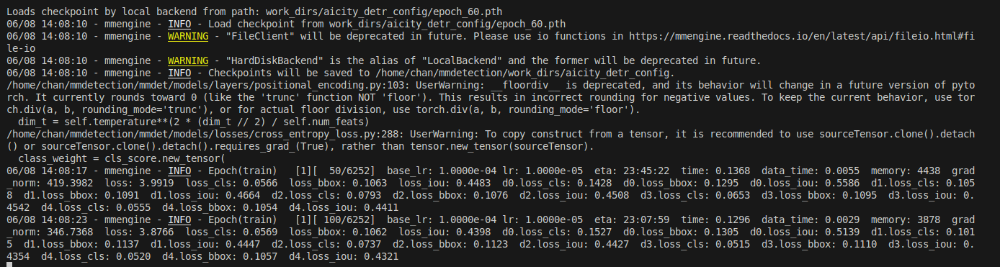 Loads checkpoint by local backend from path: work_dirs/aicity_detr_config/epoch_60.pth
06/08 14:08:10 - mmengine - INFO - Load checkpoint from work_dirs/aicity_detr_config/epoch_60.pth
06/08 14:08:10 - mmengine - WARNING - "FileClient" will be deprecated in future. Please use io functions in https://mmengine.readthedocs.io/en/latest/api/fileio.html#fi
le-io
06/08 14:08:10 - mmengine - WARNING - "HardDiskBackend" is the alias of "LocalBackend" and the former will be deprecated in future.
06/08 14:08:10 - mmengine - INFO - Checkpoints will be saved to /home/chan/mmdetection/work_dirs/aicity_detr_config.
/home/chan/mmdetection/mmdet/models/layers/positional_encoding.py:103: UserWarning: __floordiv__ is deprecated, and its behavior will change in a future version of pyto
rch. It currently rounds toward 0 (like the 'trunc' function NOT 'floor'). This results in incorrect rounding for negative values. To keep the current behavior, use tor
ch.div(a, b, rounding_mode='trunc'), or for actual floor division, use torch.div(a, b, rounding_mode='floor').
  dim_t = self.temperature**(2 * (dim_t // 2) / self.num_feats)
/home/chan/mmdetection/mmdet/models/losses/cross_entropy_loss.py:288: UserWarning: To copy construct from a tensor, it is recommended to use sourceTensor.clone().detach
() or sourceTensor.clone().detach().requires_grad_(True), rather than tensor.new_tensor(sourceTensor).
  class_weight = cls_score.new_tensor(
06/08 14:08:17 - mmengine - INFO - Epoch(train)   [1][  50/6252]  base_lr: 1.0000e-04 lr: 1.0000e-05  eta: 23:45:22  time: 0.1368  data_time: 0.0055  memory: 4438  grad
_norm: 419.3982  loss: 3.9919  loss_cls: 0.0566  loss_bbox: 0.1063  loss_iou: 0.4483  d0.loss_cls: 0.1428  d0.loss_bbox: 0.1295  d0.loss_iou: 0.5586  d1.loss_cls: 0.105
8  d1.loss_bbox: 0.1091  d1.loss_iou: 0.4664  d2.loss_cls: 0.0793  d2.loss_bbox: 0.1076  d2.loss_iou: 0.4508  d3.loss_cls: 0.0653  d3.loss_bbox: 0.1095  d3.loss_iou: 0.
4542  d4.loss_cls: 0.0555  d4.loss_bbox: 0.1054  d4.loss_iou: 0.4411
06/08 14:08:23 - mmengine - INFO - Epoch(train)   [1][ 100/6252]  base_lr: 1.0000e-04 lr: 1.0000e-05  eta: 23:07:59  time: 0.1296  data_time: 0.0029  memory: 3878  grad
_norm: 346.7368  loss: 3.8766  loss_cls: 0.0569  loss_bbox: 0.1062  loss_iou: 0.4398  d0.loss_cls: 0.1527  d0.loss_bbox: 0.1305  d0.loss_iou: 0.5139  d1.loss_cls: 0.101
5  d1.loss_bbox: 0.1137  d1.loss_iou: 0.4447  d2.loss_cls: 0.0737  d2.loss_bbox: 0.1123  d2.loss_iou: 0.4427  d3.loss_cls: 0.0515  d3.loss_bbox: 0.1110  d3.loss_iou: 0.
4354  d4.loss_cls: 0.0520  d4.loss_bbox: 0.1057  d4.loss_iou: 0.4321